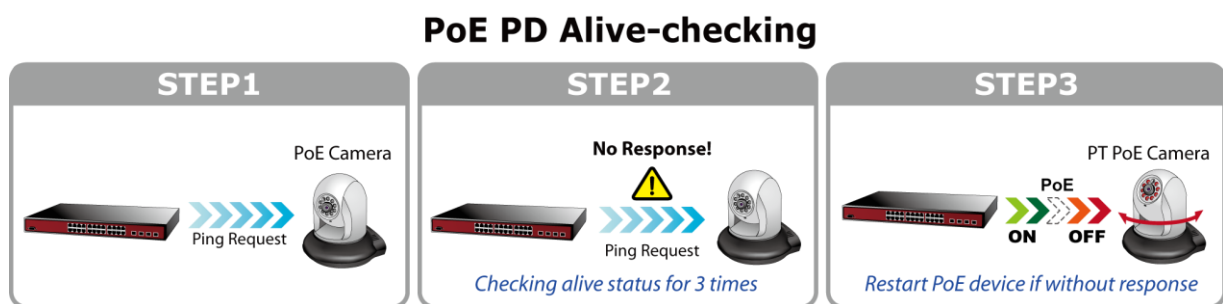 PoE PD Alive-checking
STEP1
PoE Camera
Ping Request
STEP2
No Response!
Ping Request
Checking alive status for 3 times
STEP3
PT PoE Camera
PoE
ON OFF
Restart PoE device if without response